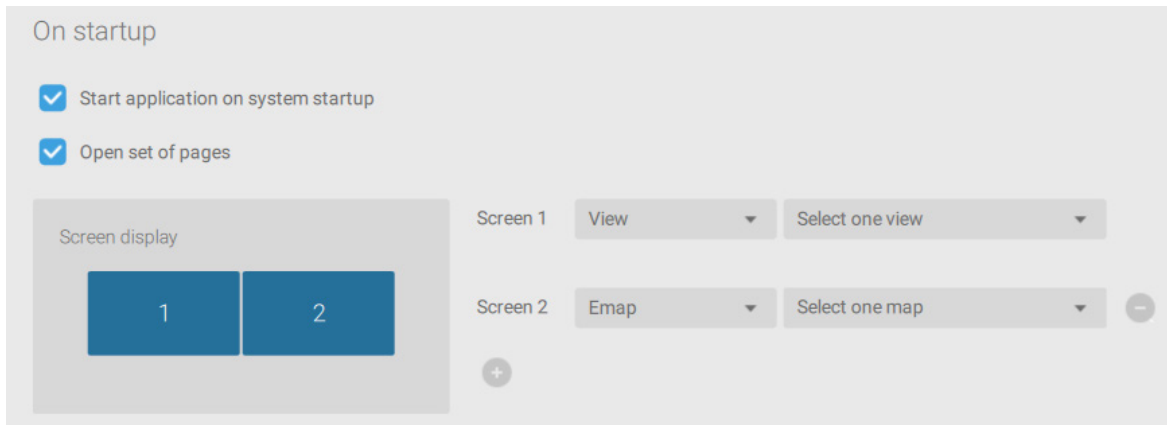 On startup
Start application on system startup
Open set of pages
Screen display
1 2
Screen 1 View Select one view
Screen 2 Emap Select one map